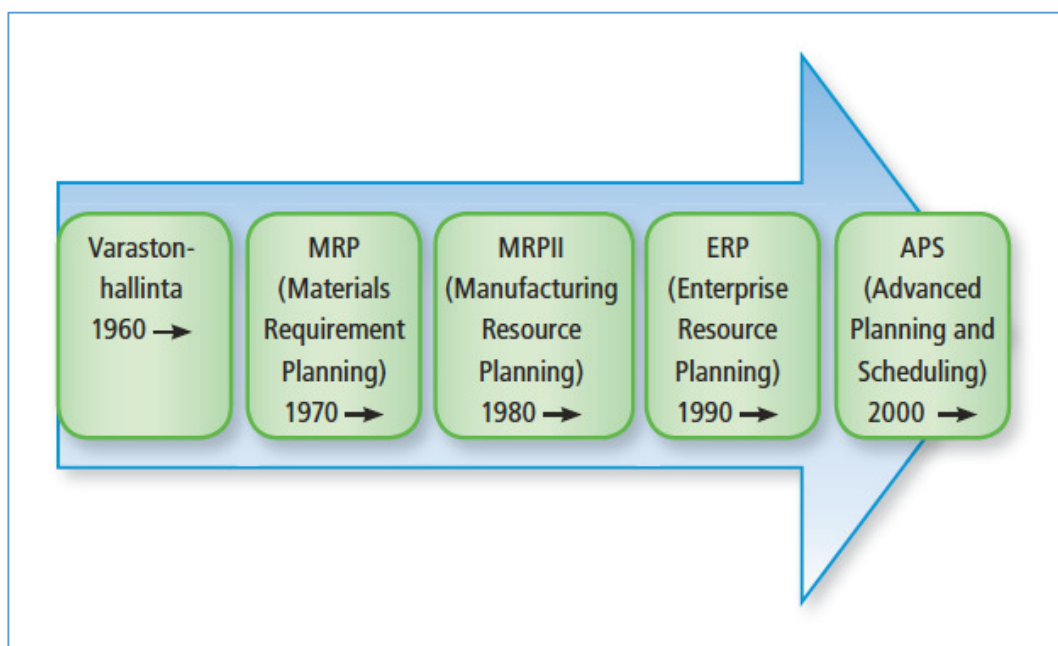 Varaston-
hallinta
1960 →
MRP
(Materials
Requirement
Planning)
1970 →
MRPII
(Manufacturing
Resource
Planning)
1980 →
ERP
(Enterprise
Resource
Planning)
1990 →
APS
(Advanced
Planning and
Scheduling)
2000 →